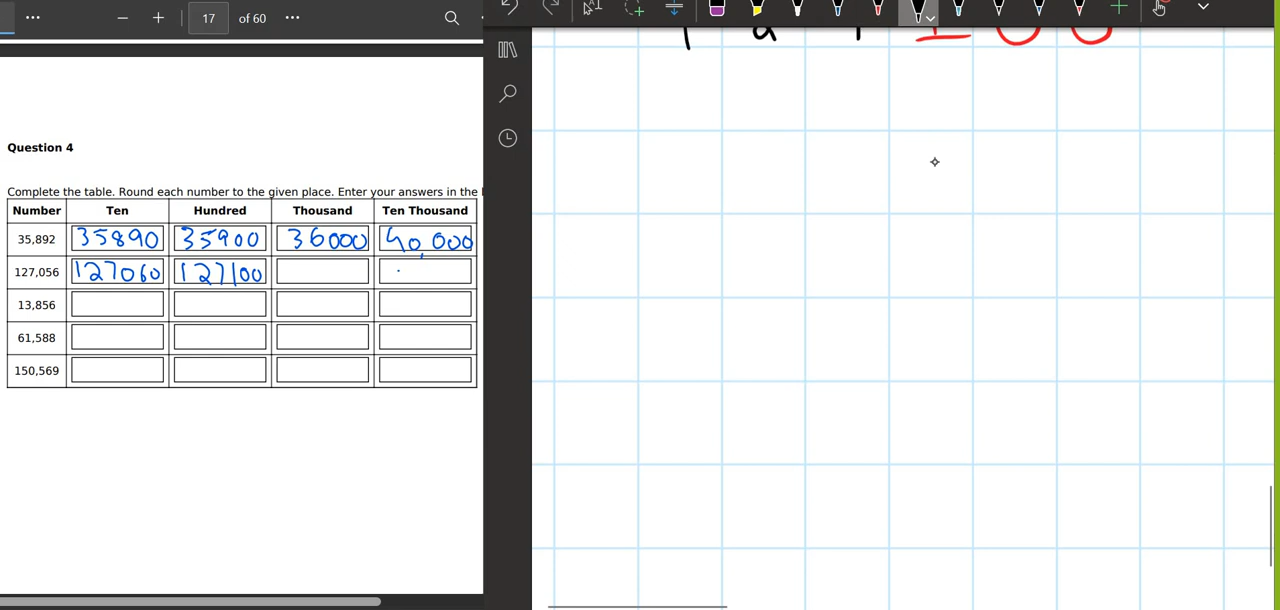 17 of 60
Question 4
Complete the table. Round each number to the given place. Enter your answers in the
Number Ten Hundred Thousand Ten Thousand
35,892 35890 35900 36000 40,000
127,056 127060 127100
13,856
61,588
150,569
100